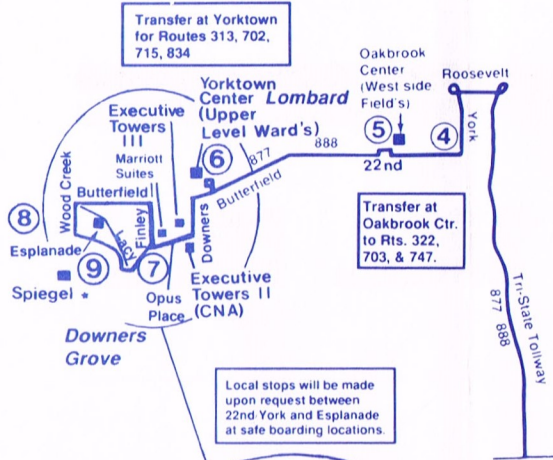 Transfer at Yorktown
for Routes 313, 702,
715, 834
Oakbrook
Center
(West side
Field's)
Roosevelt
York
Yorktown
Center
(Upper
Level Ward's)
Lombard
Executive
Towers
III
Marriott
Suites
877
888
5
4
22nd
6
Butterfield
Butterfield
Wood Creek
Finley
Lacy
Downers
8
Esplanade
9
7
Spiegel *
Opus
Place
Executive
Towers II
(CNA)
Transfer at
Oakbrook Ctr.
to Rts. 322,
703, & 747.
Tri-State Tollway
877 888
Downers
Grove
Local stops will be made
upon request between
22nd-York and Esplanade
at safe boarding locations.